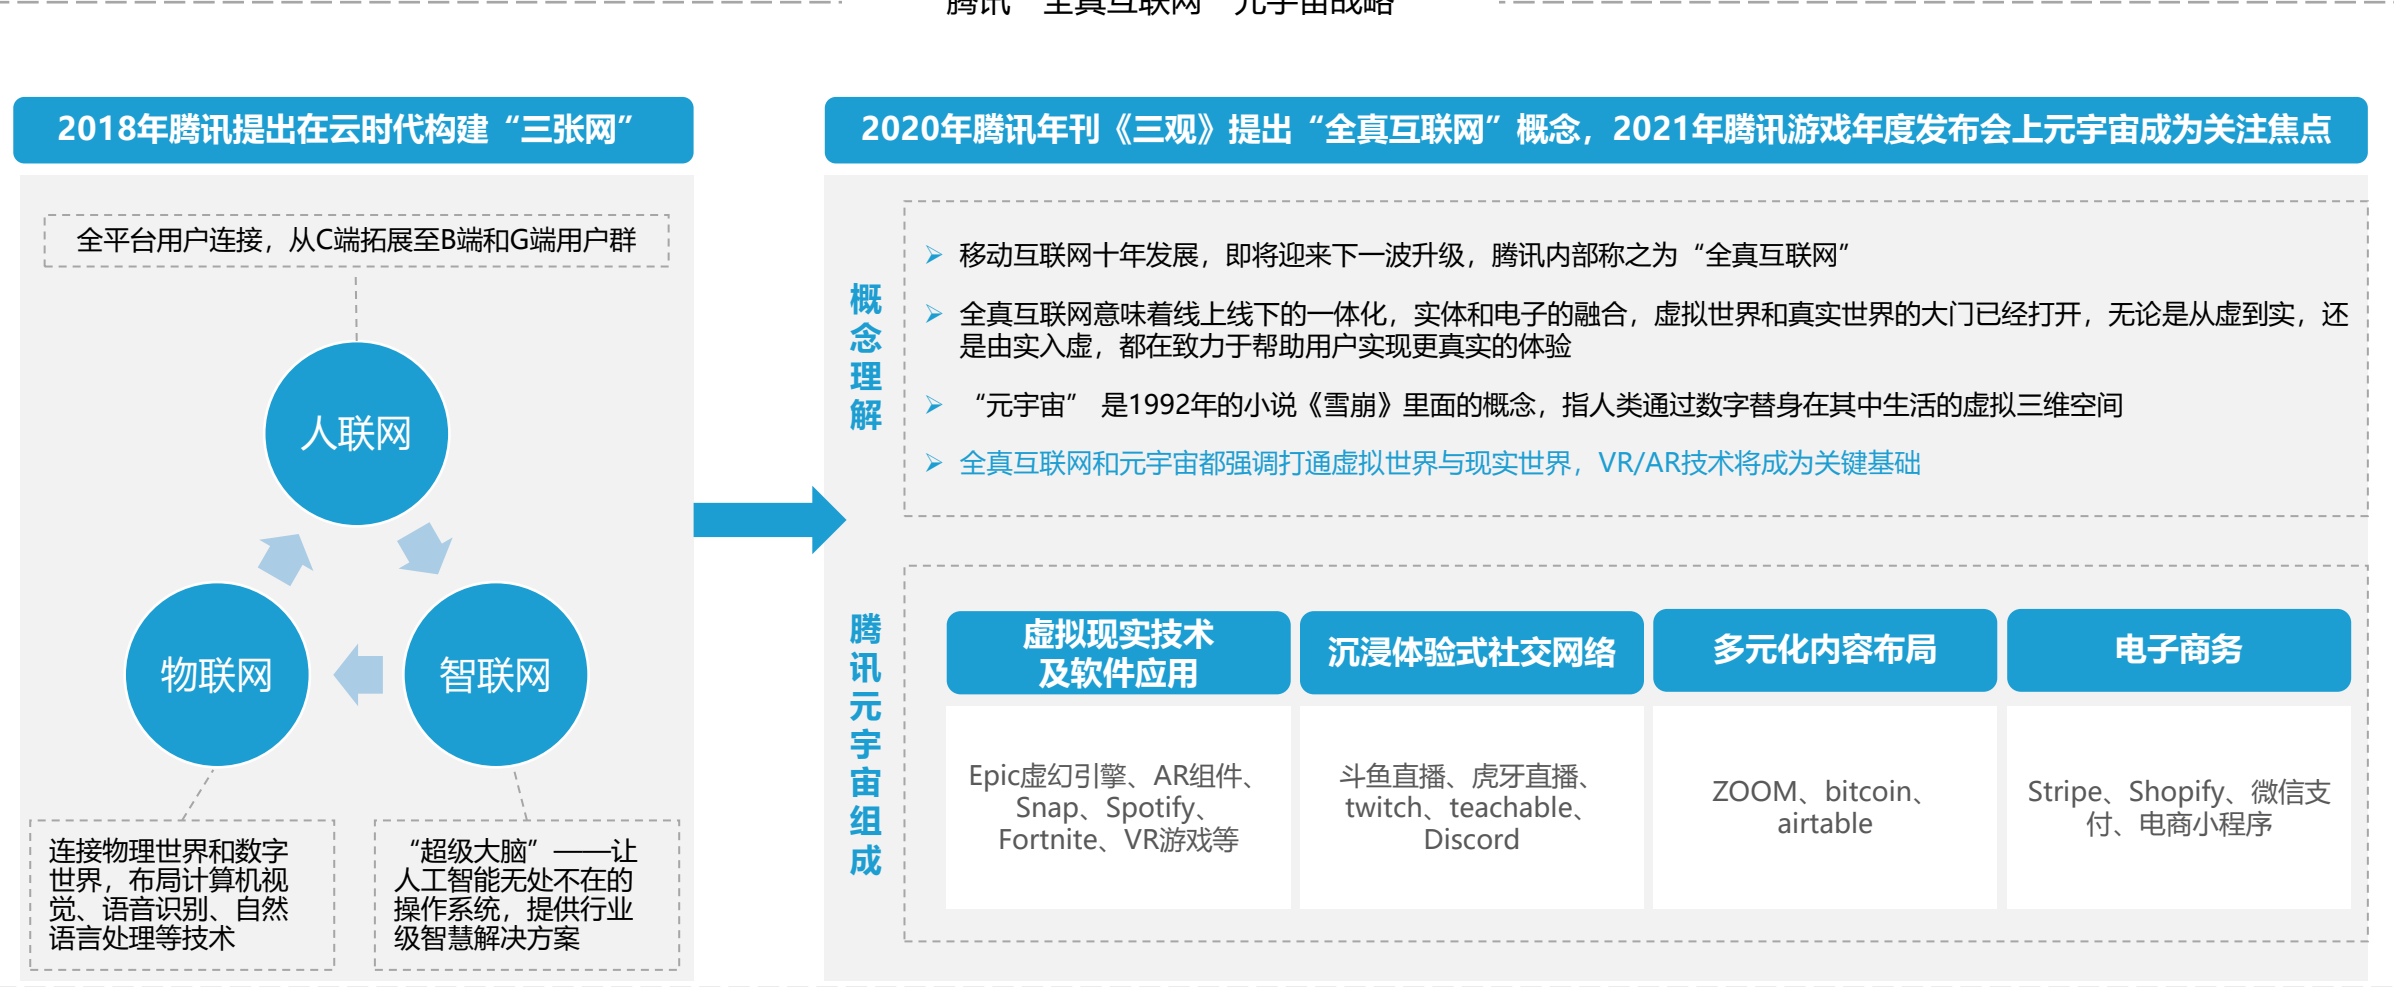 腾讯“全真互联网”元宇宙战略
2018年腾讯提出在云时代构建“三张网”
全平台用户连接，从C端拓展至B端和G端用户群
人联网
物联网
智联网
连接物理世界和数字
世界，布局计算机视
觉、语音识别、自然
语言处理等技术
“超级大脑”——让
人工智能无处不在的
操作系统，提供行业
级智慧解决方案
2020年腾讯年刊《三观》提出“全真互联网”概念，2021年腾讯游戏年度发布会上元宇宙成为关注焦点
概念理解
移动互联网十年发展，即将迎来下一波升级，腾讯内部称之为“全真互联网”
全真互联网意味着线上线下的一体化，实体和电子的融合，虚拟世界和真实世界的大门已经打开，无论是从虚到实，还
是由实入虚，都在致力于帮助用户实现更真实的体验
“元宇宙” 是1992年的小说《雪崩》里面的概念，指人类通过数字替身在其中生活的虚拟三维空间
全真互联网和元宇宙都强调打通虚拟世界与现实世界，VR/AR技术将成为关键基础
腾讯元宇宙组成
虚拟现实技术
及软件应用
Epic虚幻引擎、AR组件、
Snap、Spotify、
Fortnite、VR游戏等
沉浸体验式社交网络
斗鱼直播、虎牙直播、
twitch、teachable、
Discord
多元化内容布局
ZOOM、bitcoin、
airtable
电子商务
Stripe、Shopify、微信支
付、电商小程序